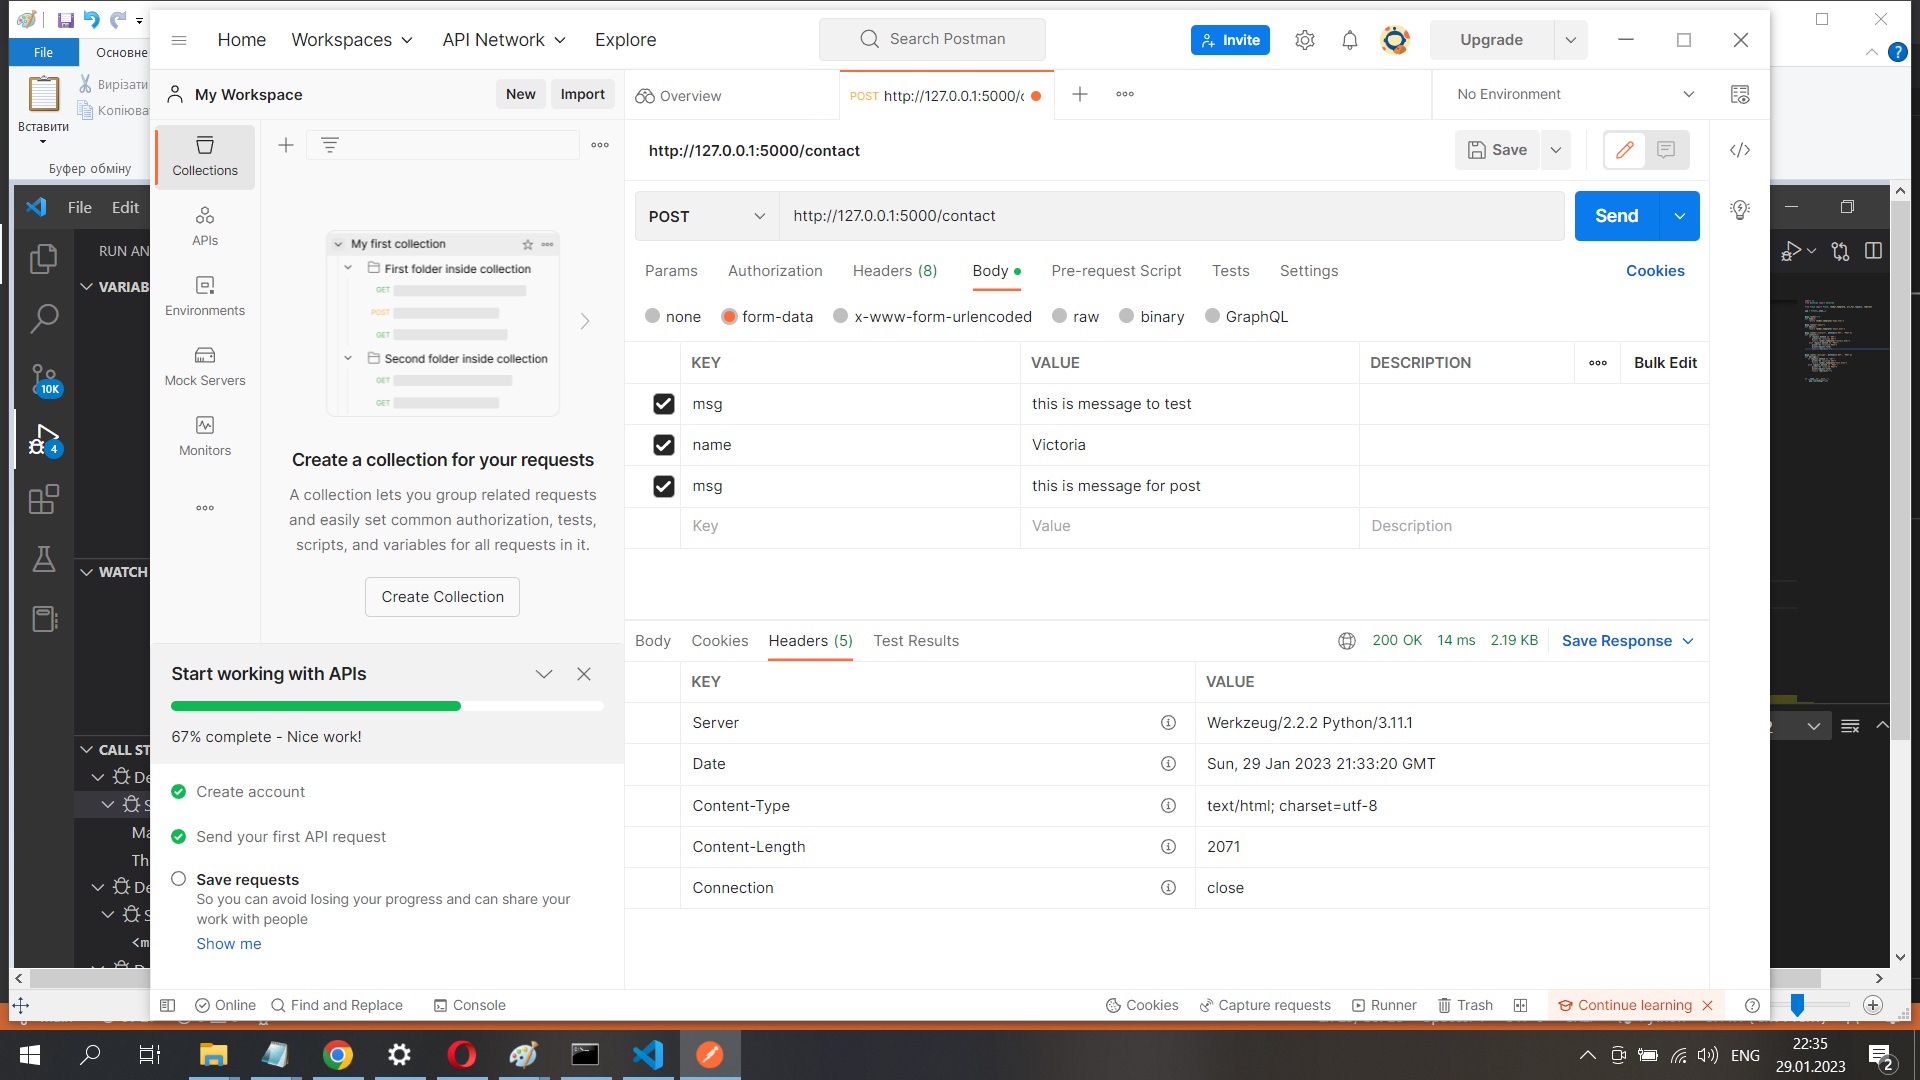 Home Workspaces API Network Explore
Search Postman
Invite
Upgrade
File Основне
Вирізати
Вставити
Буфер обміну
My Workspace New Import
Overview
POST http://127.0.0.1:5000/
No Environment
Collections
APIs
Environments
Mock Servers
Monitors
My first collection
First folder inside collection
GET
POST
GET
Second folder inside collection
GET
GET
Create a collection for your requests
A collection lets you group related requests
and easily set common authorization, tests,
scripts, and variables for all requests in it.
Create Collection
http://127.0.0.1:5000/contact
Save
POST http://127.0.0.1:5000/contact Send
Params Authorization Headers (8) Body Pre-request Script Tests Settings Cookies
none form-data x-www-form-urlencoded raw binary GraphQL
KEY VALUE DESCRIPTION Bulk Edit
msg this is message to test
name Victoria
msg this is message for post
Key Value Description
Body Cookies Headers (5) Test Results 200 OK 14 ms 2.19 KB Save Response
KEY VALUE
Server Werkzeug/2.2.2 Python/3.11.1
Date Sun, 29 Jan 2023 21:33:20 GMT
Content-Type text/html; charset=utf-8
Content-Length 2071
Connection close
Start working with APIs
67% complete - Nice work!
Create account
Send your first API request
Save requests
So you can avoid losing your progress and can share your
work with people
Show me
File Edit
RUN AN
VARIAB
10K
4
WATCH
CALL ST
De
S
Ma
Th
De
S
<m
Online Find and Replace Console
Cookies Capture requests Runner Trash Continue learning
ENG
22:35
29.01.2023
2